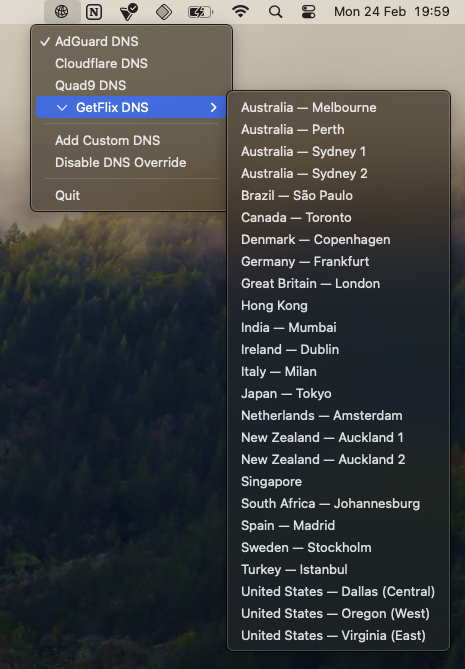 N
Mon 24 Feb 19:59
✓ AdGuard DNS
Cloudflare DNS
Quad9 DNS
GetFlix DNS
Add Custom DNS
Disable DNS Override
Quit
Australia — Melbourne
Australia — Perth
Australia — Sydney 1
Australia — Sydney 2
Brazil — São Paulo
Canada — Toronto
Denmark — Copenhagen
Germany — Frankfurt
Great Britain — London
Hong Kong
India — Mumbai
Ireland — Dublin
Italy — Milan
Japan — Tokyo
Netherlands — Amsterdam
New Zealand — Auckland 1
New Zealand — Auckland 2
Singapore
South Africa — Johannesburg
Spain — Madrid
Sweden — Stockholm
Turkey — Istanbul
United States — Dallas (Central)
United States — Oregon (West)
United States — Virginia (East)